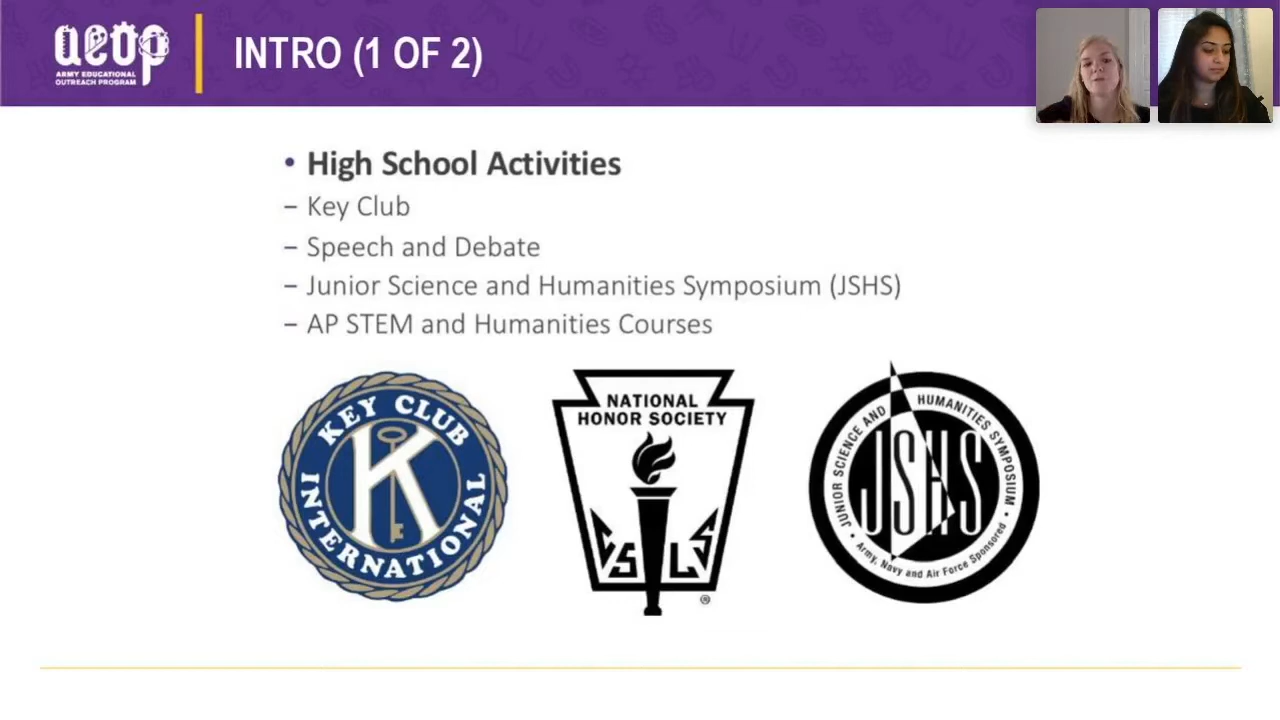 aeop
ARMY EDUCATIONAL
OUTREACH PROGRAM
INTRO (1 OF 2)
• High School Activities
– Key Club
– Speech and Debate
– Junior Science and Humanities Symposium (JSHS)
– AP STEM and Humanities Courses
KEY CLUB
K
INTERNATIONAL
NATIONAL
HONOR SOCIETY
C S L S
®
JUNIOR SCIENCE AND HUMANITIES SYMPOSIUM
JSHS
• Army, Navy and Air Force Sponsored •